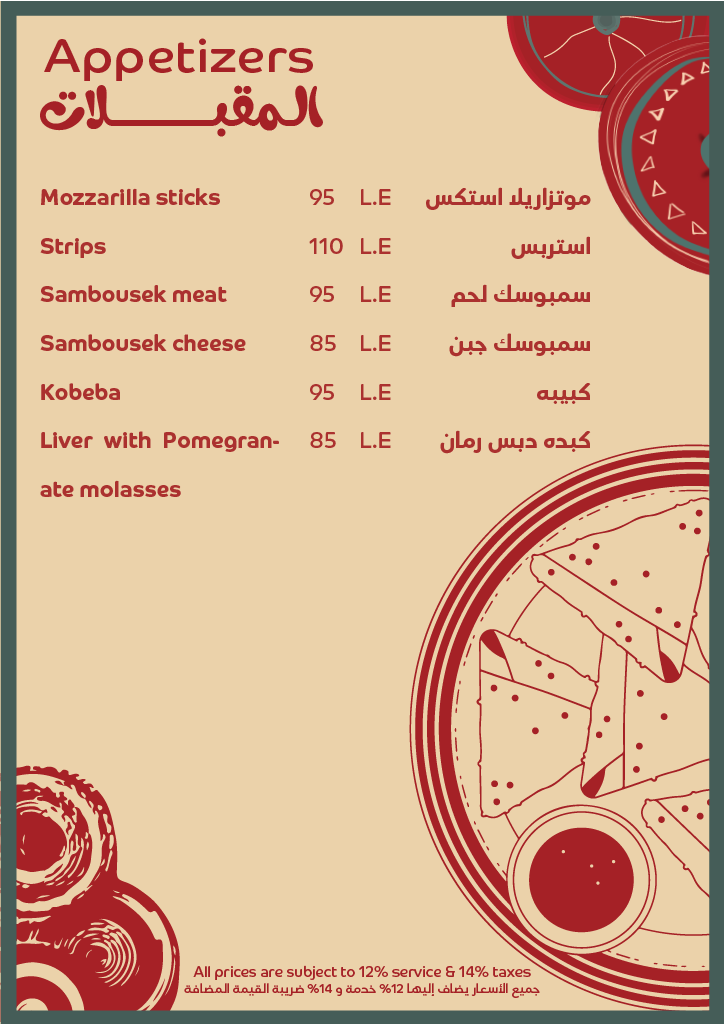 Appetizers
المقبلات
Mozzarilla sticks 95 L.E موتزاريلا استكس
Strips 110 L.E استربس
Sambousek meat 95 L.E سمبوسك لحم
Sambousek cheese 85 L.E سمبوسك جبن
Kobeba 95 L.E كبيبه
Liver with Pomegran- 85 L.E كبده دبس رمان
ate molasses
All prices are subject to 12% service & 14% taxes
جميع الأسعار يضاف إليها 12% خدمة و 14% ضريبة القيمة المضافة